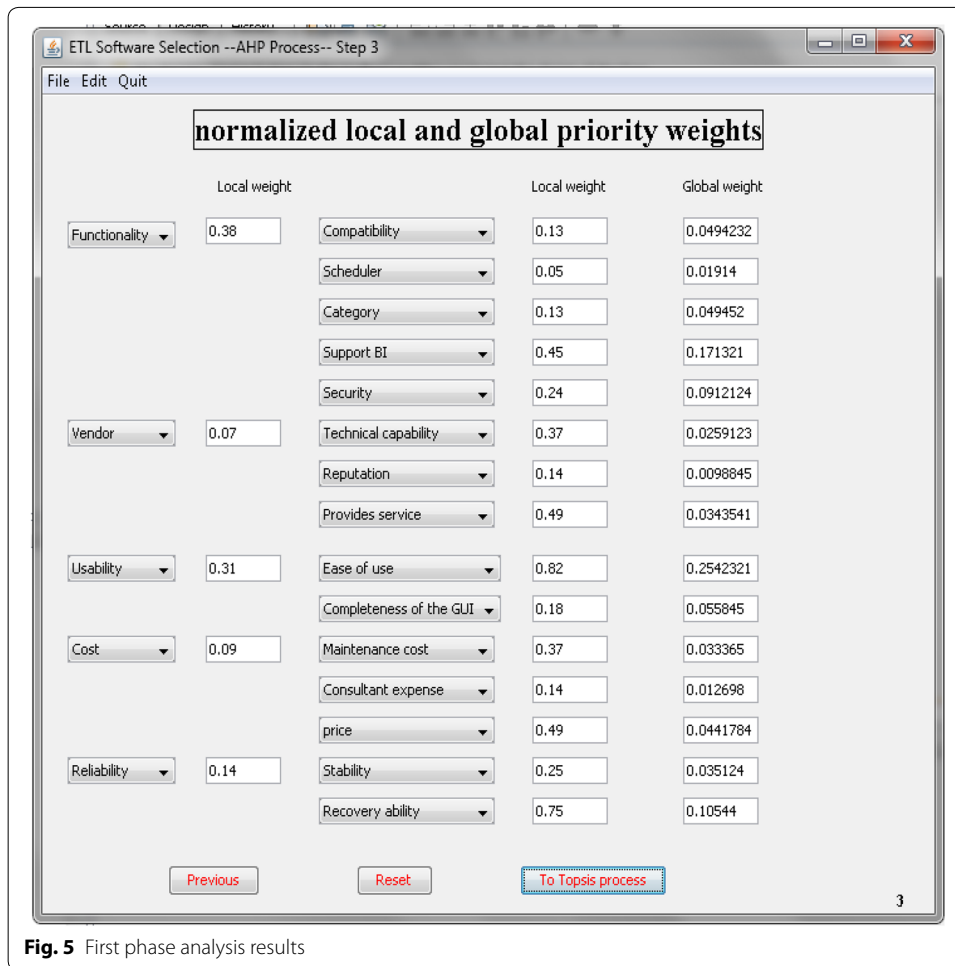 ETL Software Selection --AHP Process-- Step 3
File Edit Quit
normalized local and global priority weights
Local weight Local weight Global weight
Functionality 0.38 Compatibility 0.13 0.0494232
Scheduler 0.05 0.01914
Category 0.13 0.049452
Support BI 0.45 0.171321
Security 0.24 0.0912124
Vendor 0.07 Technical capability 0.37 0.0259123
Reputation 0.14 0.0098845
Provides service 0.49 0.0343541
Usability 0.31 Ease of use 0.82 0.2542321
Completeness of the GUI 0.18 0.055845
Cost 0.09 Maintenance cost 0.37 0.033365
Consultant expense 0.14 0.012698
price 0.49 0.0441784
Reliability 0.14 Stability 0.25 0.035124
Recovery ability 0.75 0.10544
Previous Reset To Topsis process
3
Fig. 5 First phase analysis results